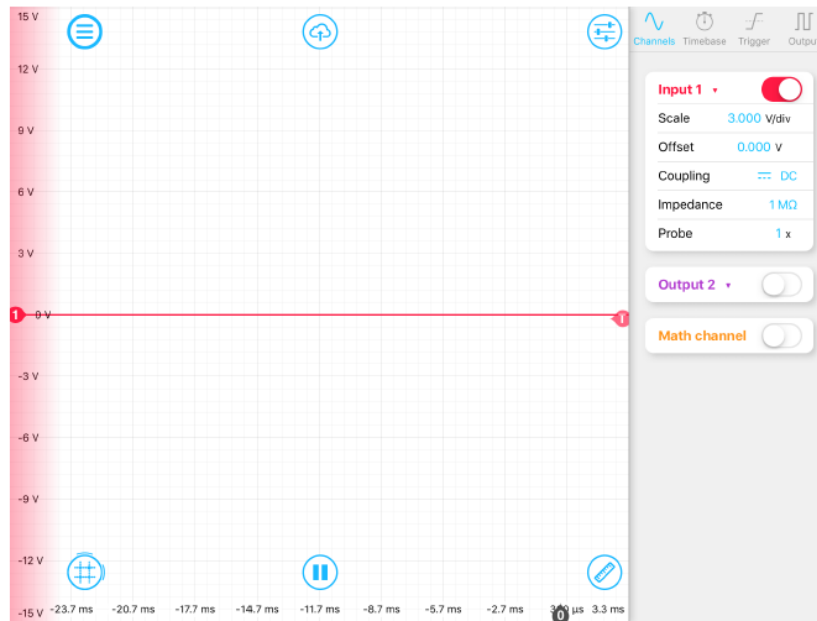 15 V
12 V
9 V
6 V
3 V
1 0 V
T
-3 V
-6 V
-9 V
-12 V
-15 V
-23.7 ms -20.7 ms -17.7 ms -14.7 ms -11.7 ms -8.7 ms -5.7 ms -2.7 ms µs 3.3 ms
0
Channels Timebase Trigger Outpu
Input 1
Scale 3.000 V/div
Offset 0.000 V
Coupling DC
Impedance 1 MΩ
Probe 1 x
Output 2
Math channel